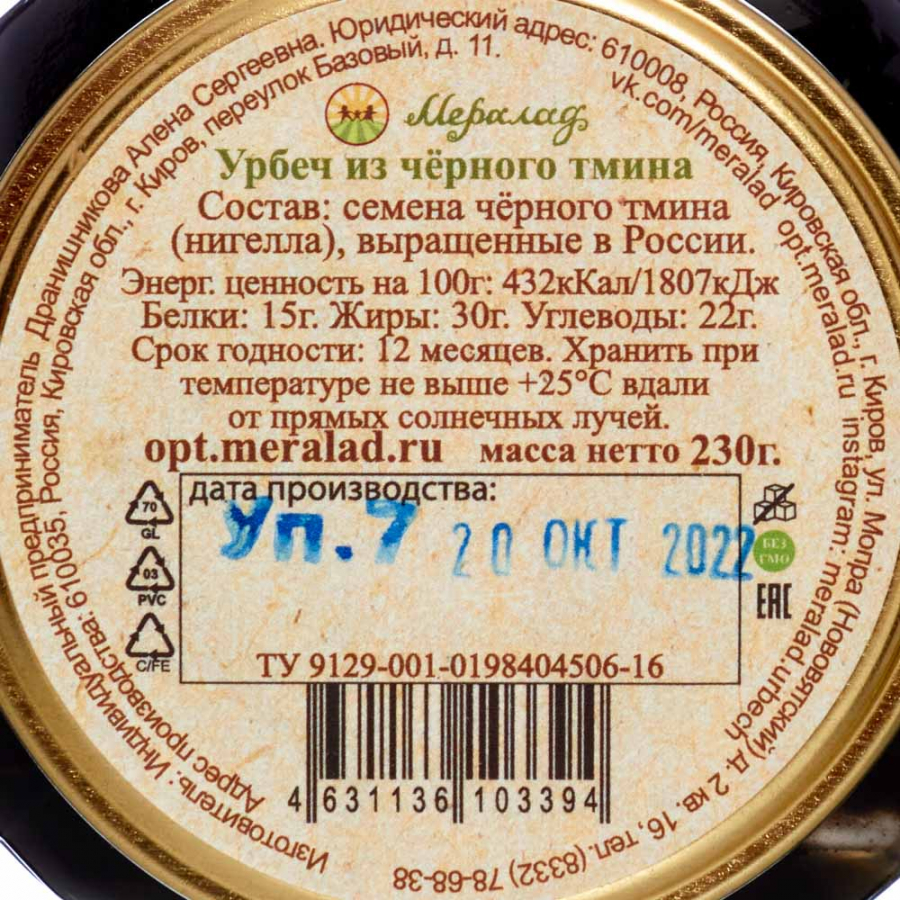 Изготовитель: Индивидуальный предприниматель Дранишникова Алена Сергеевна. Юридический адрес: 610008, Россия, Кировская обл., г. Киров, ул. Мопра (Нововятский) д. 2 кв. 16, тел. (8332) 78-68-38
Адрес производства: 610035, Россия, Кировская обл., г. Киров, переулок Базовый, д. 11.
vk.com/meralad opt.meralad.ru instagram: meralad.urbech
Мералад
Урбеч из чёрного тмина
Состав: семена чёрного тмина
(нигелла), выращенные в России.
Энерг. ценность на 100г: 432кКал/1807кДж
Белки: 15г. Жиры: 30г. Углеводы: 22г.
Срок годности: 12 месяцев. Хранить при
температуре не выше +25°С вдали
от прямых солнечных лучей.
opt.meralad.ru масса нетто 230г.
дата производства:
Уп.7 20 ОКТ 2022
70
GL
03
PVC
C/FE
БЕЗ
ГМО
EAC
ТУ 9129-001-0198404506-16
4 631136 103394